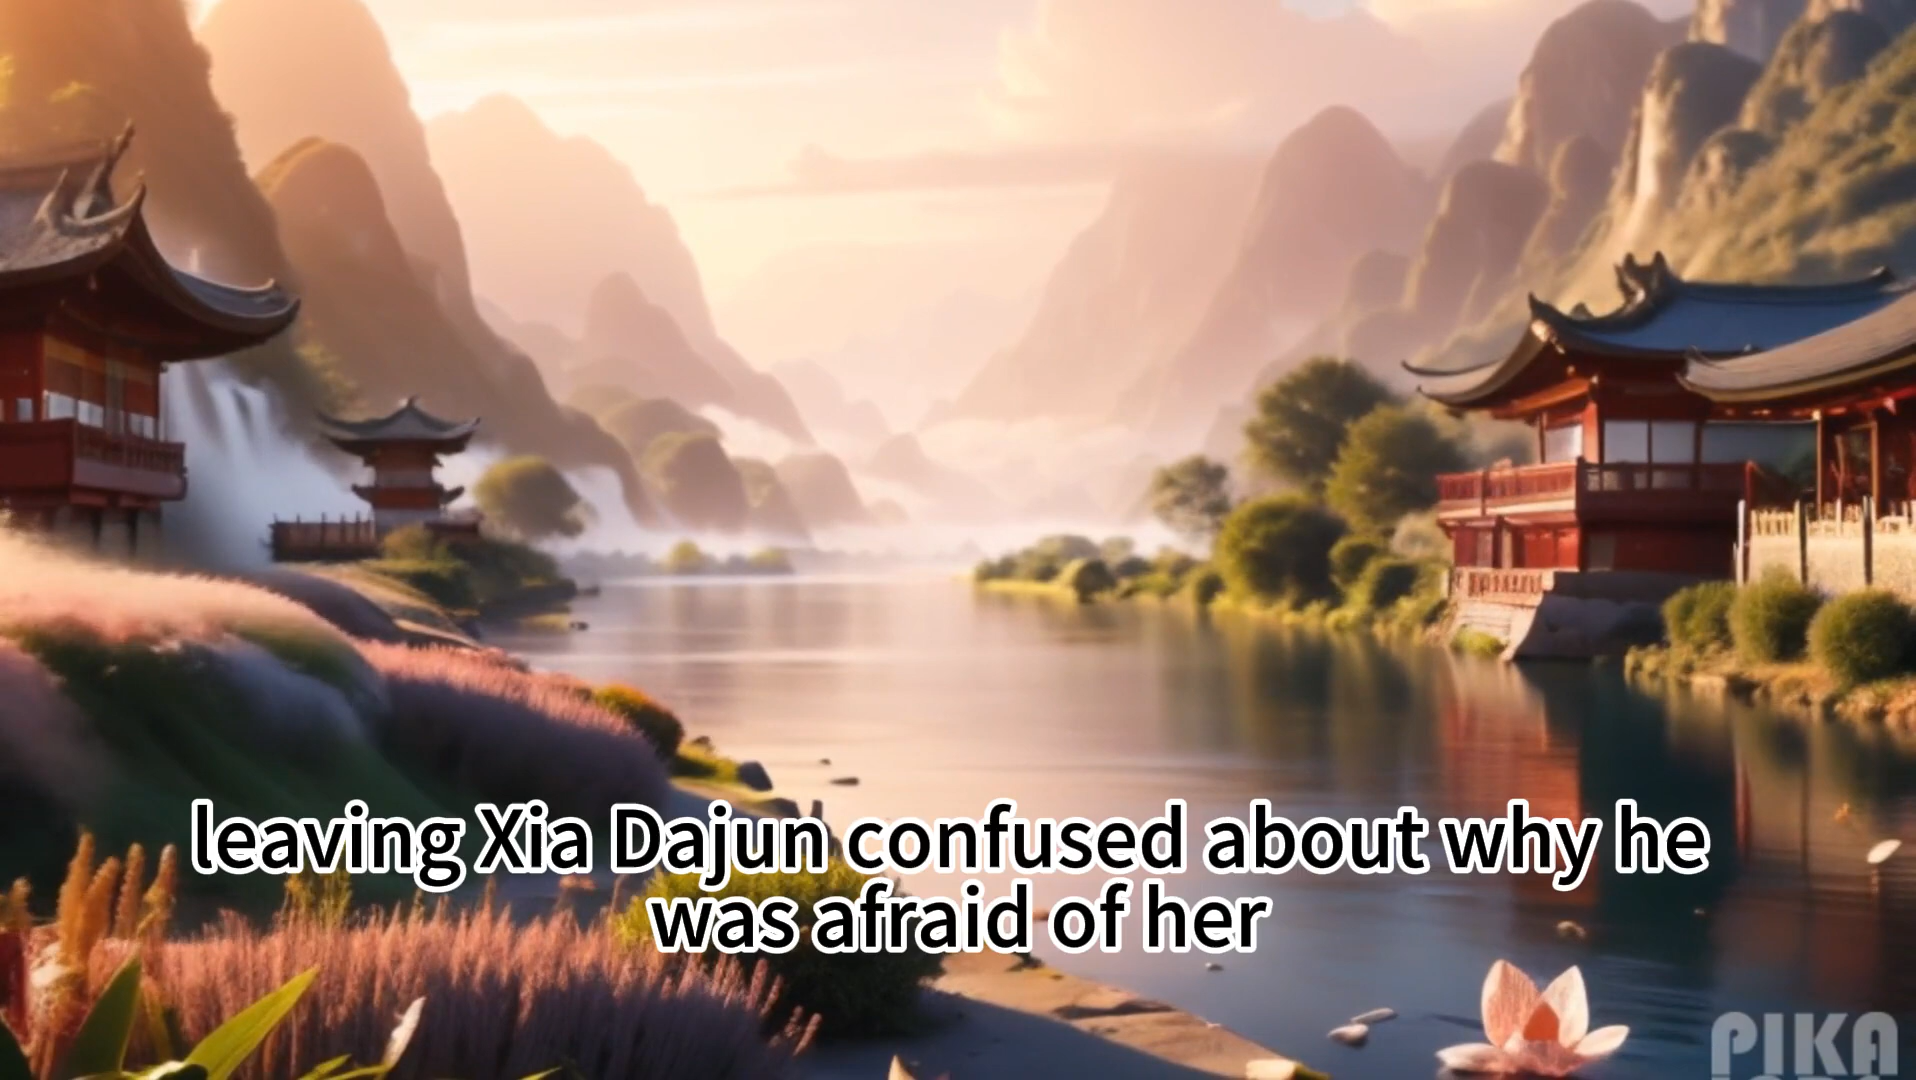 leaving Xia Dajun confused about why he
was afraid of her
PIKA